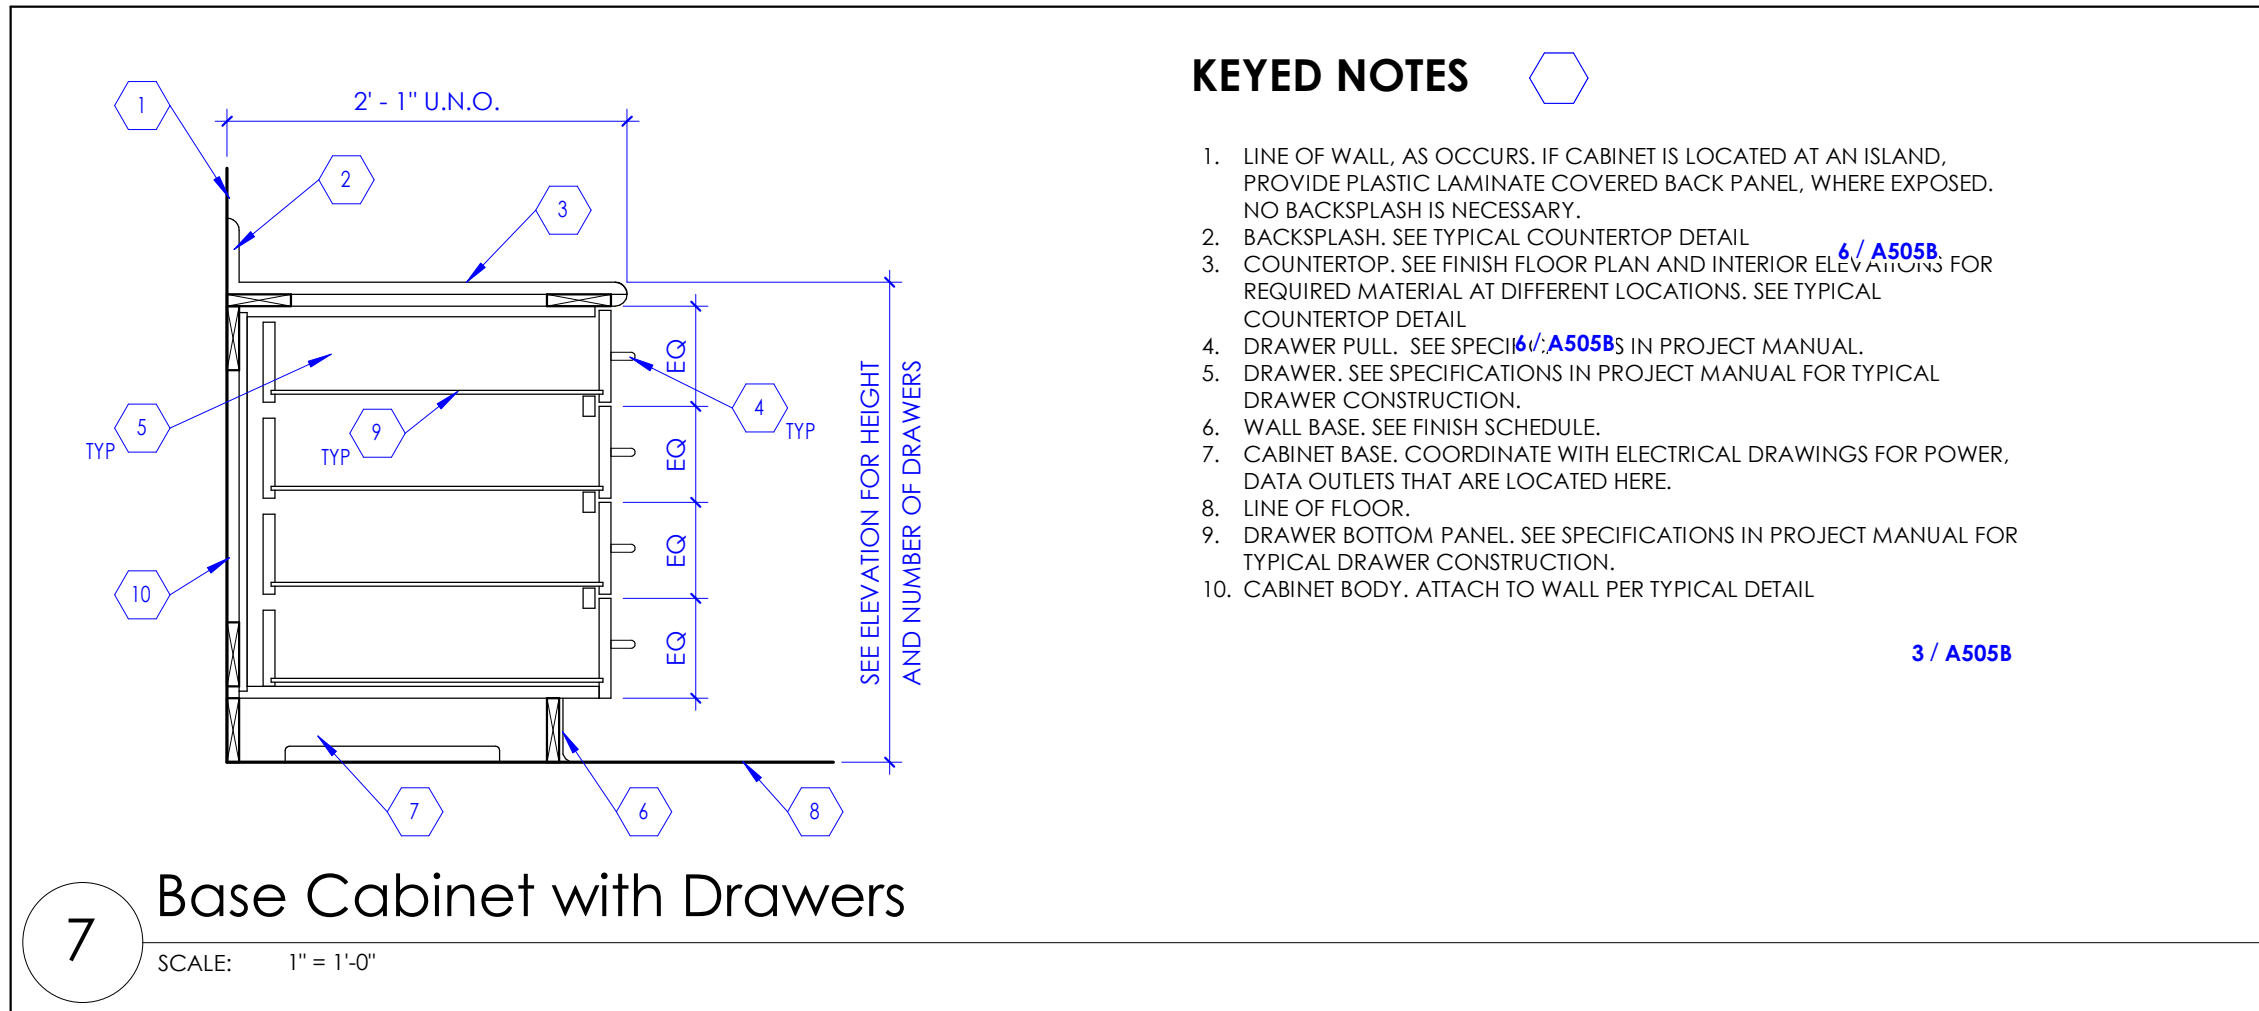 1
2' - 1" U.N.O.
2
3
5
TYP
9
TYP
4
TYP
10
EQ
EQ
EQ
EQ
SEE ELEVATION FOR HEIGHT
AND NUMBER OF DRAWERS
7
6
8
KEYED NOTES
1. LINE OF WALL, AS OCCURS. IF CABINET IS LOCATED AT AN ISLAND,
PROVIDE PLASTIC LAMINATE COVERED BACK PANEL, WHERE EXPOSED.
NO BACKSPLASH IS NECESSARY.
2. BACKSPLASH. SEE TYPICAL COUNTERTOP DETAIL
6 / A505B
3. COUNTERTOP. SEE FINISH FLOOR PLAN AND INTERIOR ELEVATIONS FOR
REQUIRED MATERIAL AT DIFFERENT LOCATIONS. SEE TYPICAL
COUNTERTOP DETAIL
6 / A505B
4. DRAWER PULL. SEE IN PROJECT MANUAL.
5. DRAWER. SEE SPECIFICATIONS IN PROJECT MANUAL FOR TYPICAL
DRAWER CONSTRUCTION.
6. WALL BASE. SEE FINISH SCHEDULE.
7. CABINET BASE. COORDINATE WITH ELECTRICAL DRAWINGS FOR POWER,
DATA OUTLETS THAT ARE LOCATED HERE.
8. LINE OF FLOOR.
9. DRAWER BOTTOM PANEL. SEE SPECIFICATIONS IN PROJECT MANUAL FOR
TYPICAL DRAWER CONSTRUCTION.
10. CABINET BODY. ATTACH TO WALL PER TYPICAL DETAIL
3 / A505B
7
Base Cabinet with Drawers
SCALE: 1" = 1'-0"